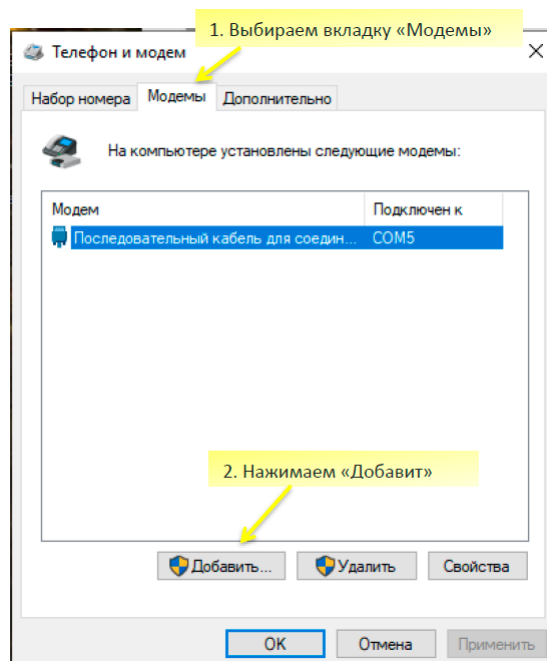 1. Выбираем вкладку «Модемы»
Телефон и модем
Набор номера Модемы Дополнительно
На компьютере установлены следующие модемы:
Модем Подключен к
Последовательный кабель для соедин... COM5
2. Нажимаем «Добавит»
Добавить... Удалить Свойства
OK Отмена Применить